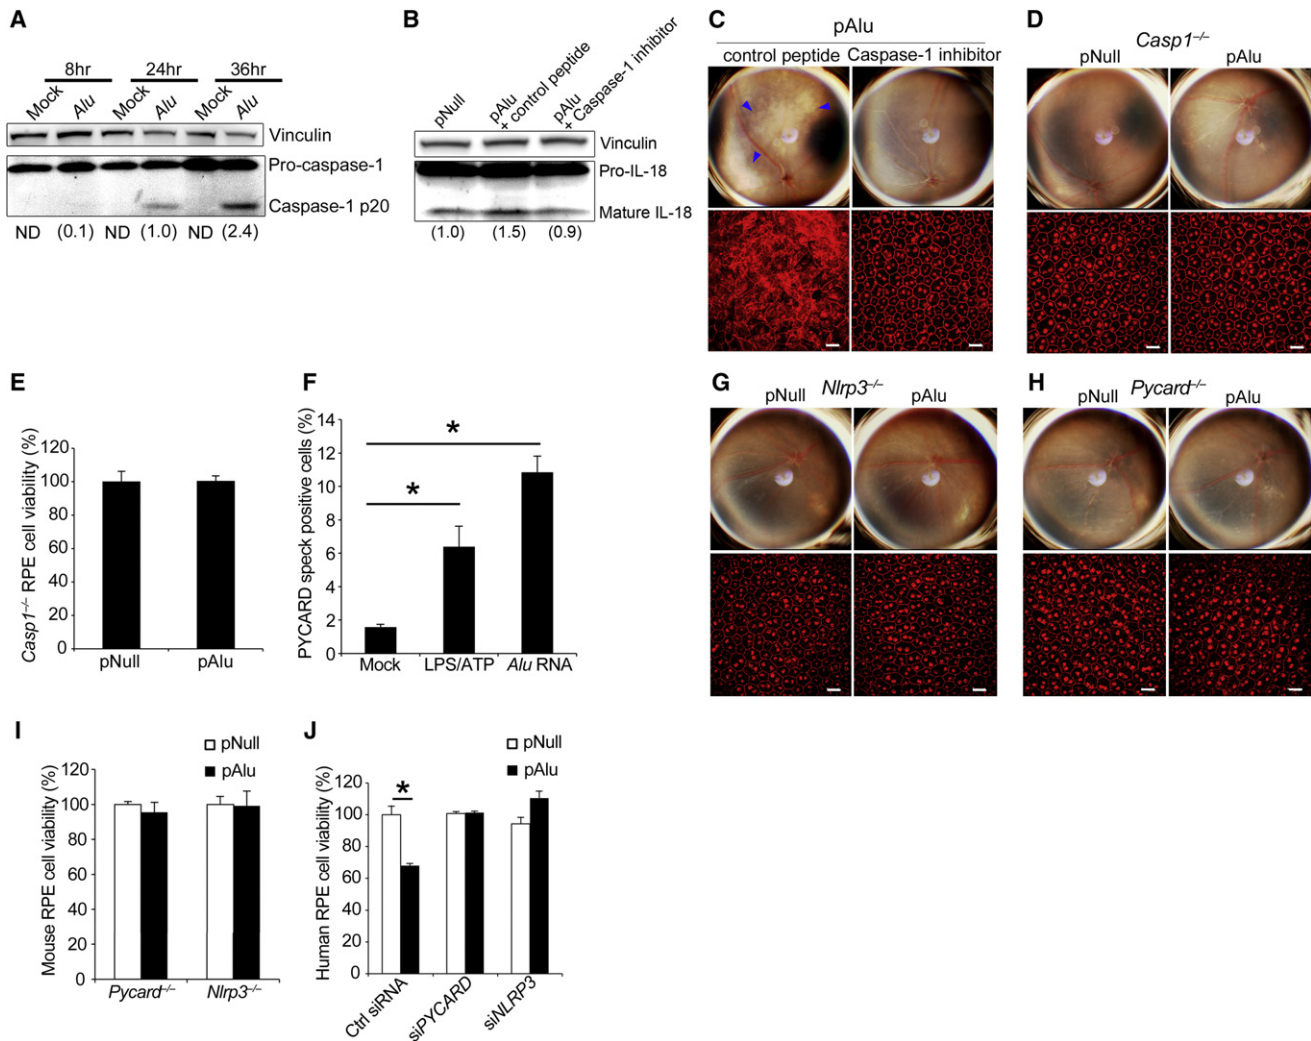 A
8hr 24hr 36hr
Mock Alu Mock Alu Mock Alu
Vinculin
Pro-caspase-1
Caspase-1 p20
ND (0.1) ND (1.0) ND (2.4)
B
pNull
pAlu + control peptide
pAlu + Caspase-1 inhibitor
Vinculin
Pro-IL-18
Mature IL-18
(1.0) (1.5) (0.9)
C
pAlu
control peptide Caspase-1 inhibitor
D
Casp1–/–
pNull pAlu
E
Casp1–/– RPE cell viability (%)
120
100
80
60
40
20
0
pNull pAlu
F
PYCARD speck positive cells (%)
14
12
10
8
6
4
2
0
* *
Mock LPS/ATP Alu RNA
G
Nlrp3–/–
pNull pAlu
H
Pycard–/–
pNull pAlu
I
pNull
pAlu
Mouse RPE cell viability (%)
120
100
80
60
40
20
0
Pycard–/– Nlrp3–/–
J
pNull
pAlu
Human RPE cell viability (%)
120
100
80
60
40
20
0
*
Ctrl siRNA siPYCARD siNLRP3